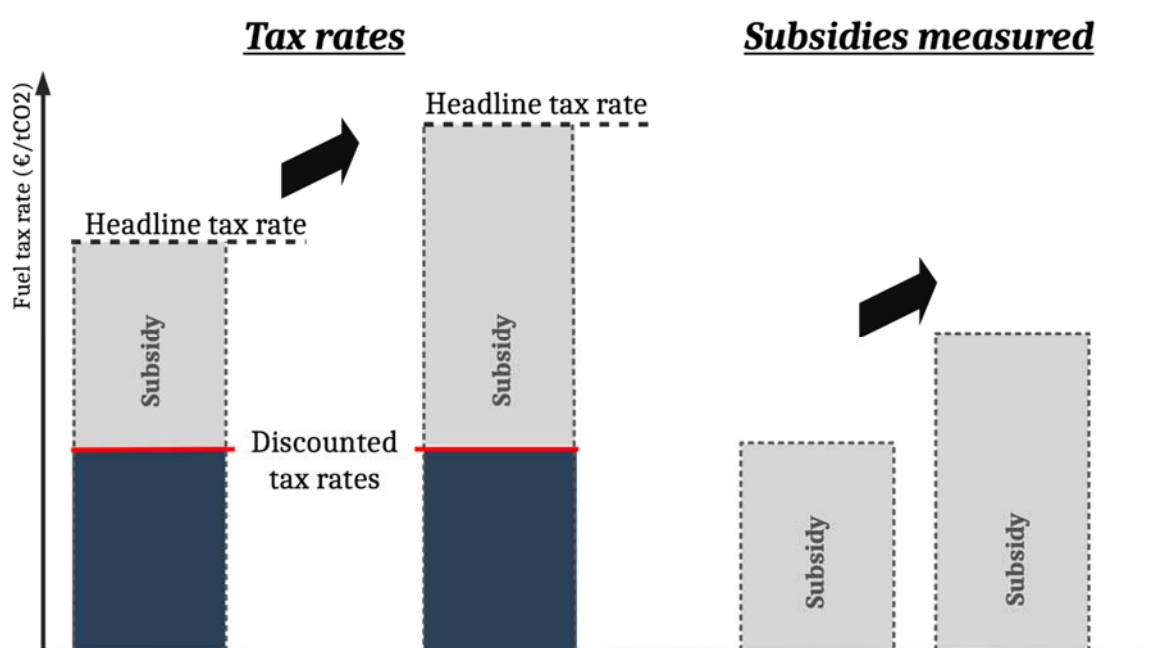 Tax rates
Subsidies measured
Fuel tax rate (€/tCO2)
Headline tax rate
Headline tax rate
Subsidy
Subsidy
Discounted
tax rates
Subsidy
Subsidy